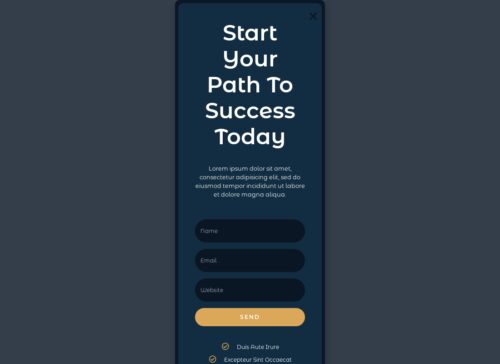 Start
Your
Path To
Success
Today
Lorem ipsum dolor sit amet,
consectetur adipisicing elit, sed do
eiusmod tempor incididunt ut labore
et dolore magna aliqua
Name
Email
Website
SEND
Duis Aute Irure
Excepteur Sint Occaecat